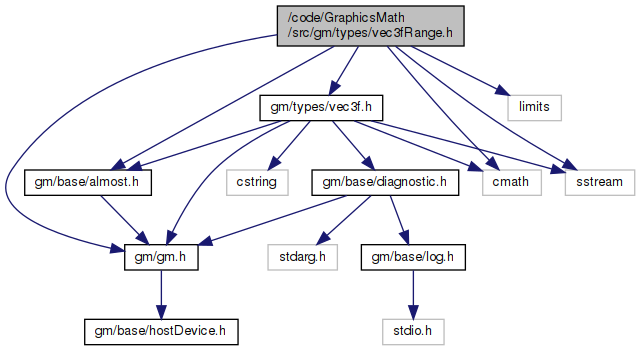 /code/GraphicsMath
/src/gm/types/vec3fRange.h
gm/types/vec3f.h
limits
gm/base/almost.h
cstring
gm/base/diagnostic.h
cmath
sstream
gm/gm.h
stdarg.h
gm/base/log.h
gm/base/hostDevice.h
stdio.h